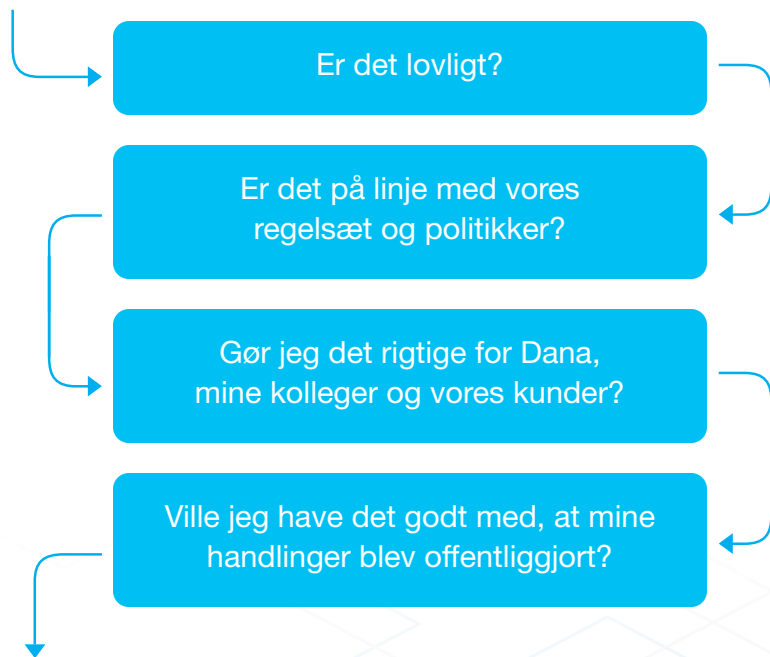 Er det lovligt?
Er det på linje med vores
regelsæt og politikker?
Gør jeg det rigtige for Dana,
mine kolleger og vores kunder?
Ville jeg have det godt med, at mine
handlinger blev offentliggjort?